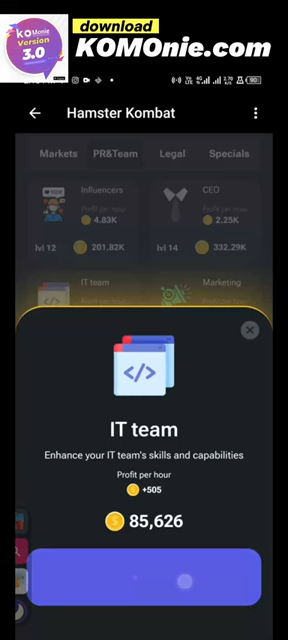 download
KOMOnie.com
koMonie
Version
3.0
Hamster Kombat
Markets
PR&Team
Legal
Specials
Influencers
Profit per hour
4.83K
lvl 12
201.82K
CEO
Profit per hour
2.25K
lvl 14
332.29K
IT team
Marketing
IT team
Enhance your IT team's skills and capabilities
Profit per hour
+505
85,626